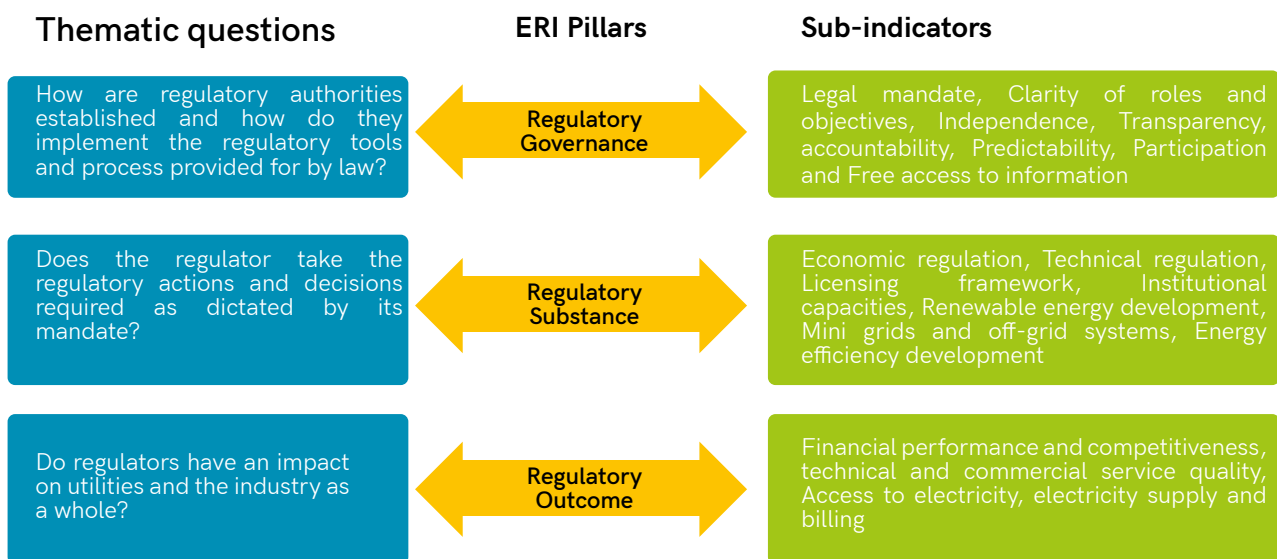 Thematic questions
ERI Pillars
Sub-indicators
How are regulatory authorities
established and how do they
implement the regulatory tools
and process provided for by law?
Regulatory
Governance
Legal mandate, Clarity of roles and
objectives, Independence, Transparency,
accountability, Predictability, Participation
and Free access to information
Does the regulator take the
regulatory actions and decisions
required as dictated by its
mandate?
Regulatory
Substance
Economic regulation, Technical regulation,
Licensing framework, Institutional
capacities, Renewable energy development,
Mini grids and off-grid systems, Energy
efficiency development
Do regulators have an impact
on utilities and the industry as
a whole?
Regulatory
Outcome
Financial performance and competitiveness,
technical and commercial service quality,
Access to electricity, electricity supply and
billing